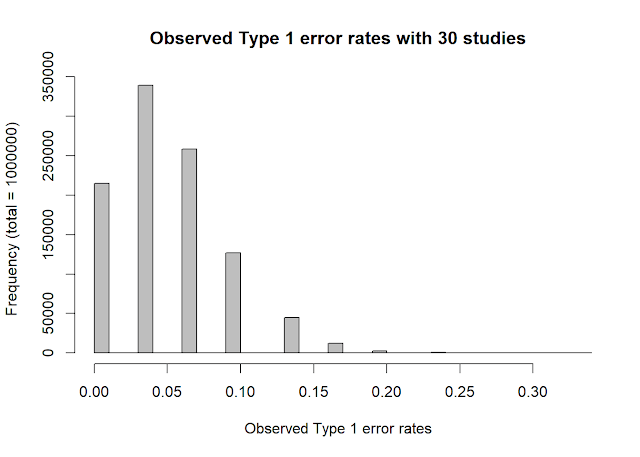 Observed Type 1 error rates with 30 studies
Frequency (total = 1000000)
350000
250000
150000
50000
0
0.00 0.05 0.10 0.15 0.20 0.25 0.30
Observed Type 1 error rates